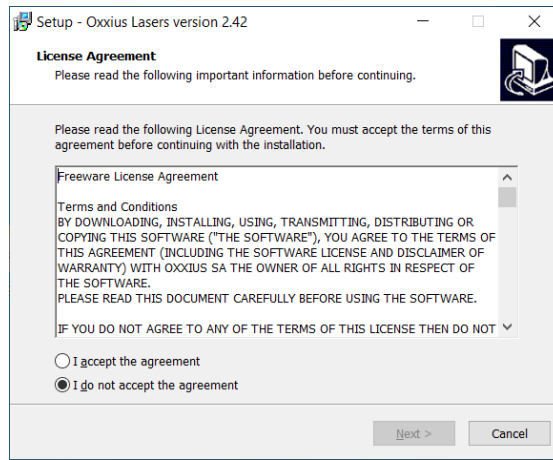 Setup - Oxxius Lasers version 2.42
License Agreement
Please read the following important information before continuing.
Please read the following License Agreement. You must accept the terms of this
agreement before continuing with the installation.
Freeware License Agreement
Terms and Conditions
BY DOWNLOADING, INSTALLING, USING, TRANSMITTING, DISTRIBUTING OR
COPYING THIS SOFTWARE ("THE SOFTWARE"), YOU AGREE TO THE TERMS OF
THIS AGREEMENT (INCLUDING THE SOFTWARE LICENSE AND DISCLAIMER OF
WARRANTY) WITH OXXIUS SA THE OWNER OF ALL RIGHTS IN RESPECT OF
THE SOFTWARE.
PLEASE READ THIS DOCUMENT CAREFULLY BEFORE USING THE SOFTWARE.
IF YOU DO NOT AGREE TO ANY OF THE TERMS OF THIS LICENSE THEN DO NOT
I accept the agreement
I do not accept the agreement
Next >
Cancel